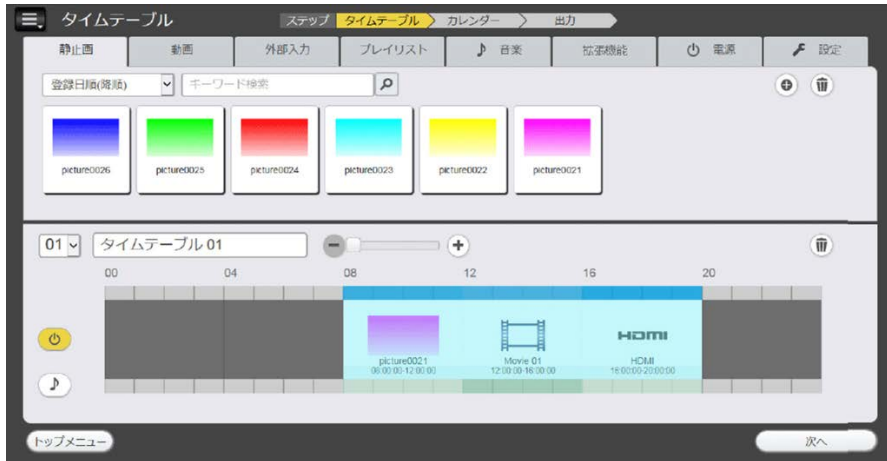 タイムテーブル
ステップ タイムテーブル カレンダー 出力
静止画 動画 外部入力 プレイリスト 音楽 拡張機能 電源 設定
登録日順(降順) キーワード検索
picture0026 picture0025 picture0024 picture0023 picture0022 picture0021
01 タイムテーブル 01
00 04 08 12 16 20
HDMI
picture0021 Movie 01 HDMI
08:00:00-12:00:00 12:00:00-16:00:00 16:00:00-20:00:00
トップメニュー 次へ